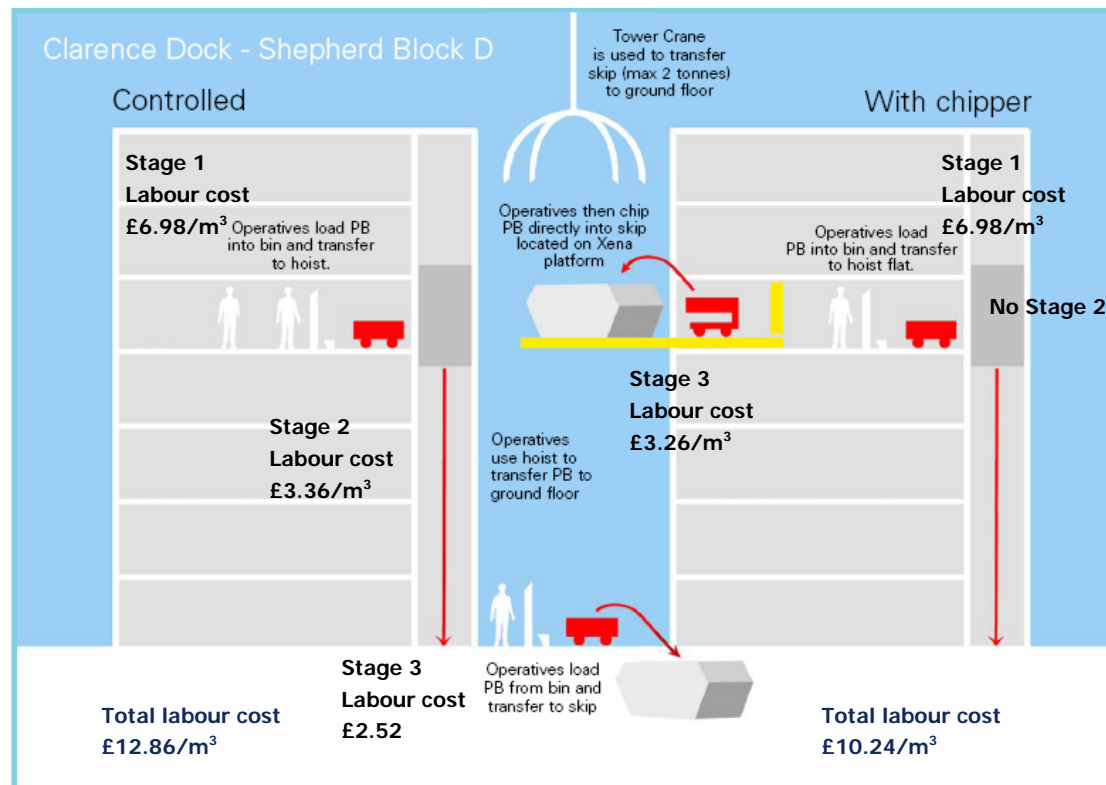 Clarence Dock - Shepherd Block D
Tower Crane
is used to transfer
skip (max 2 tonnes)
to ground floor
Controlled
With chipper
Stage 1
Labour cost
£6.98/m³
Operatives load PB
into bin and transfer
to hoist.
Operatives then chip
PB directly into skip
located on Xena
platform
Stage 1
Labour cost
£6.98/m³
Operatives load
PB into bin and transfer
to hoist flat.
No Stage 2
Stage 3
Labour cost
£3.26/m³
Stage 2
Labour cost
£3.36/m³
Operatives
use hoist to
transfer PB to
ground floor
Stage 3
Labour cost
£2.52
Operatives load
PB from bin and
transfer to skip
Total labour cost
£12.86/m³
Total labour cost
£10.24/m³